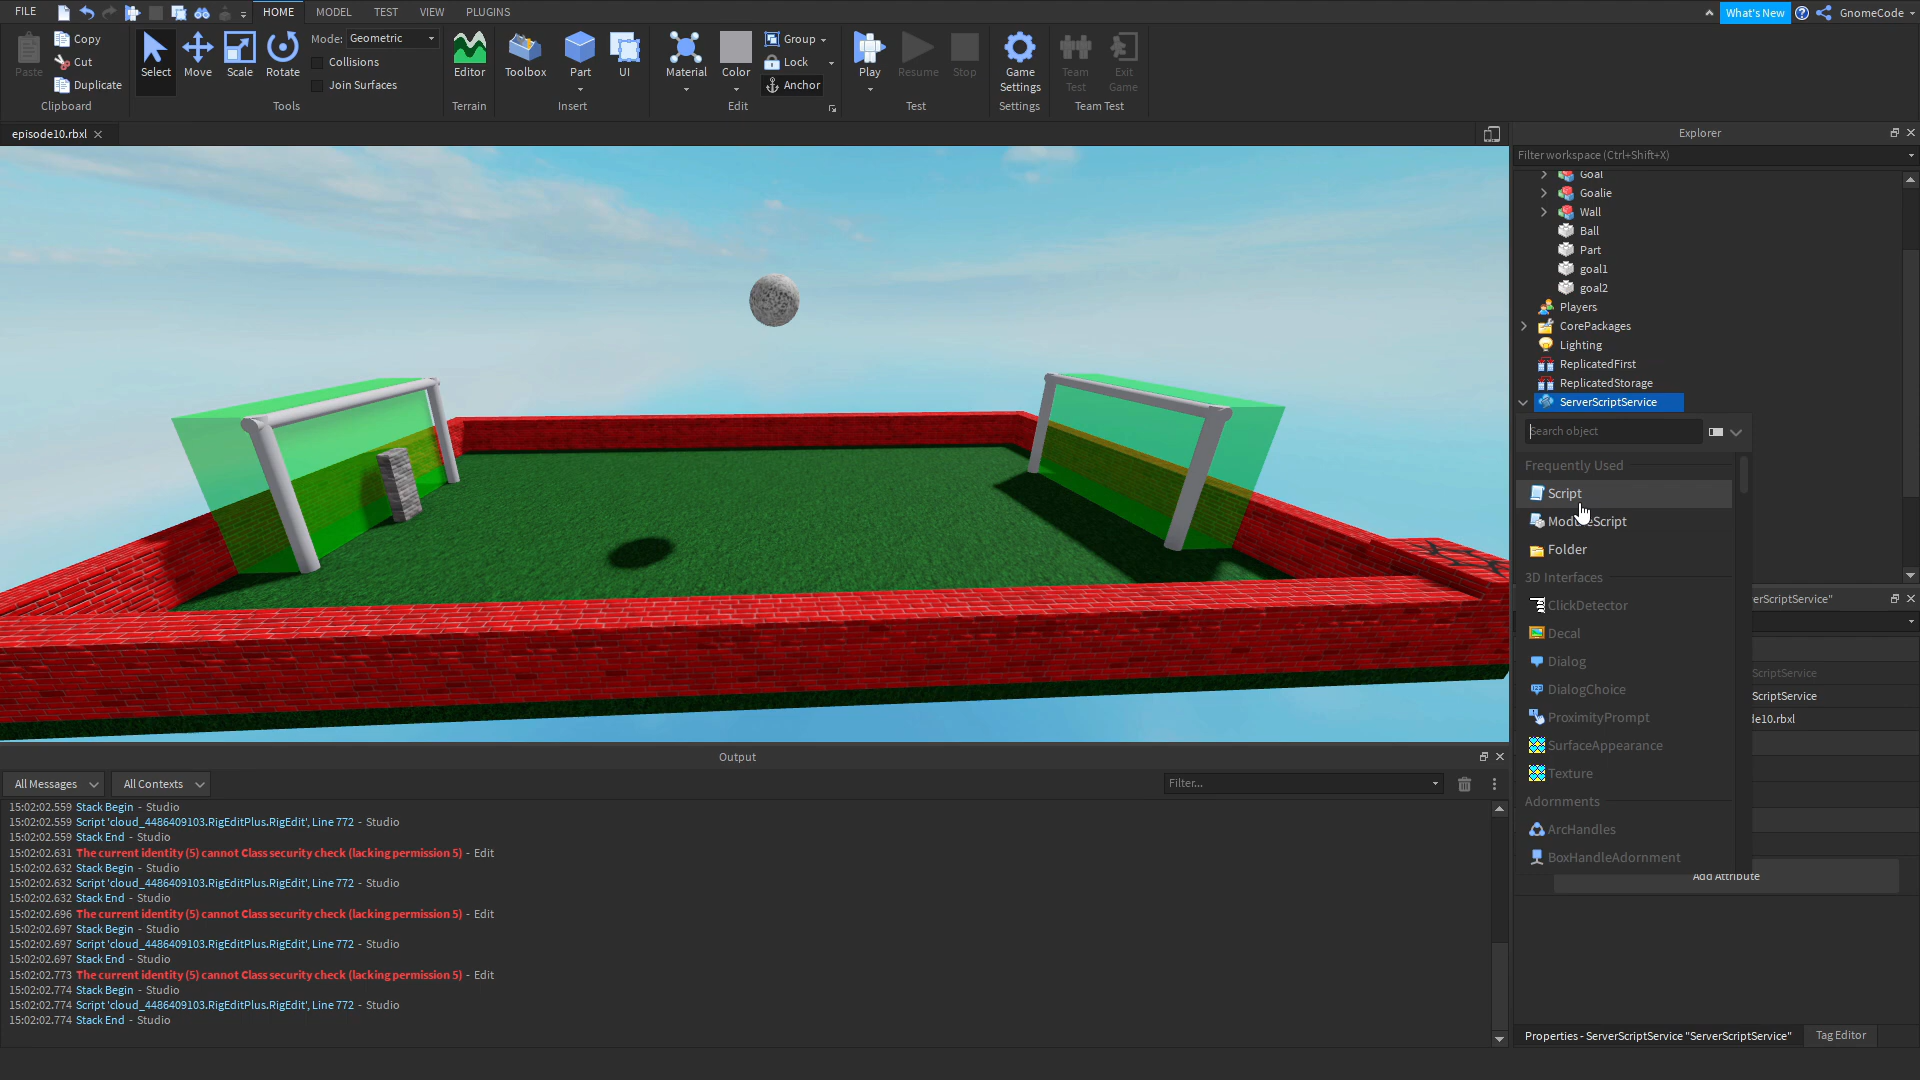 FILE
HOME
MODEL
TEST
VIEW
PLUGINS
What's New
GnomeCode
Paste
Copy
Cut
Duplicate
Clipboard
Select
Move
Scale
Rotate
Mode: Geometric
Collisions
Join Surfaces
Tools
Editor
Terrain
Toolbox
Part
UI
Insert
Material
Color
Group
Lock
Anchor
Edit
Play
Resume
Stop
Test
Game
Settings
Settings
Team
Test
Exit
Game
Team Test
episode10.rbxl
Explorer
Filter workspace (Ctrl+Shift+X)
Goal
Goalie
Wall
Ball
Part
goal1
goal2
Players
CorePackages
Lighting
ReplicatedFirst
ReplicatedStorage
ServerScriptService
Search object
Frequently Used
Script
Folder
3D Interfaces
ClickDetector
Decal
Dialog
DialogChoice
ProximityPrompt
SurfaceAppearance
Texture
Adornments
ArcHandles
BoxHandleAdornment
erScriptService"
ScriptService
ScriptService
de10.rbxl
Add Attribute
Properties - ServerScriptService "ServerScriptService"
Tag Editor
Output
All Messages
All Contexts
Filter...
15:02:02.559 Stack Begin - Studio
15:02:02.559 Script 'cloud_4486409103.RigEditPlus.RigEdit', Line 772 - Studio
15:02:02.559 Stack End - Studio
15:02:02.631 The current identity (5) cannot Class security check (lacking permission 5) - Edit
15:02:02.632 Stack Begin - Studio
15:02:02.632 Script 'cloud_4486409103.RigEditPlus.RigEdit', Line 772 - Studio
15:02:02.632 Stack End - Studio
15:02:02.696 The current identity (5) cannot Class security check (lacking permission 5) - Edit
15:02:02.697 Stack Begin - Studio
15:02:02.697 Script 'cloud_4486409103.RigEditPlus.RigEdit', Line 772 - Studio
15:02:02.697 Stack End - Studio
15:02:02.773 The current identity (5) cannot Class security check (lacking permission 5) - Edit
15:02:02.774 Stack Begin - Studio
15:02:02.774 Script 'cloud_4486409103.RigEditPlus.RigEdit', Line 772 - Studio
15:02:02.774 Stack End - Studio